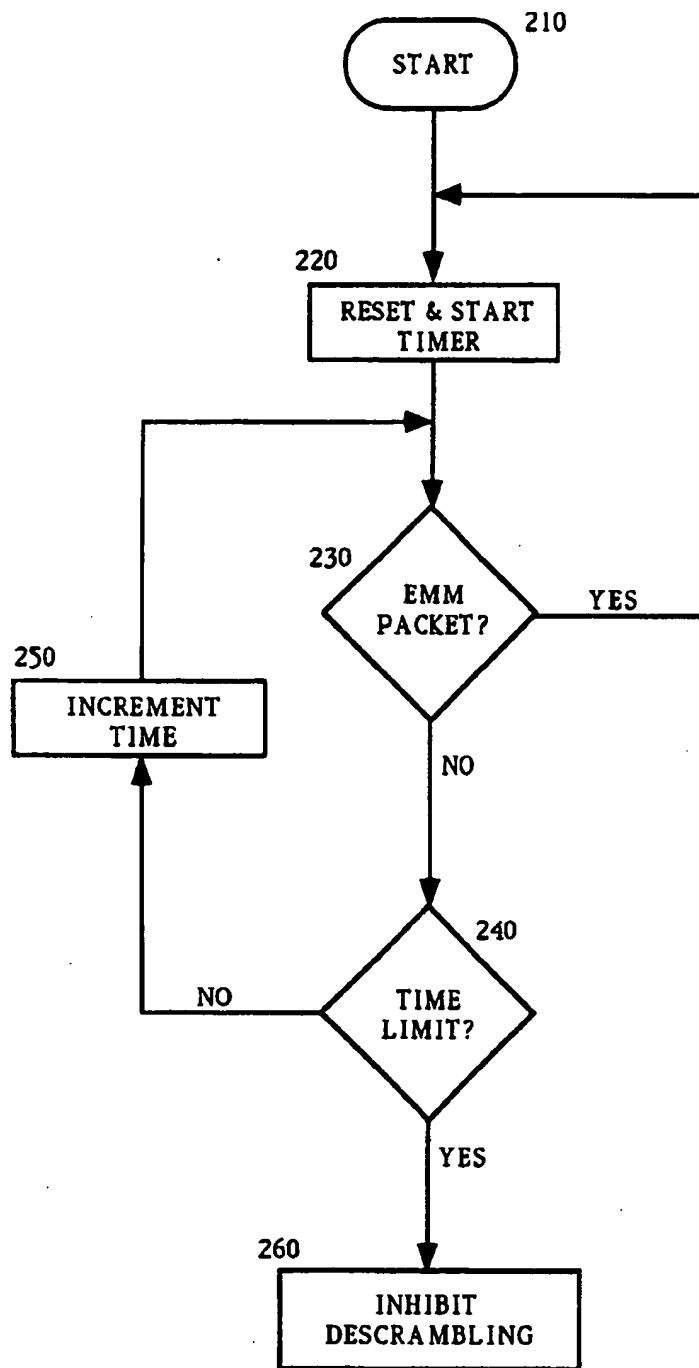 210
START
220
RESET & START
TIMER
230
EMM
PACKET?
YES
250
INCREMENT
TIME
NO
240
TIME
LIMIT?
NO
YES
260
INHIBIT
DESCRAMBLING